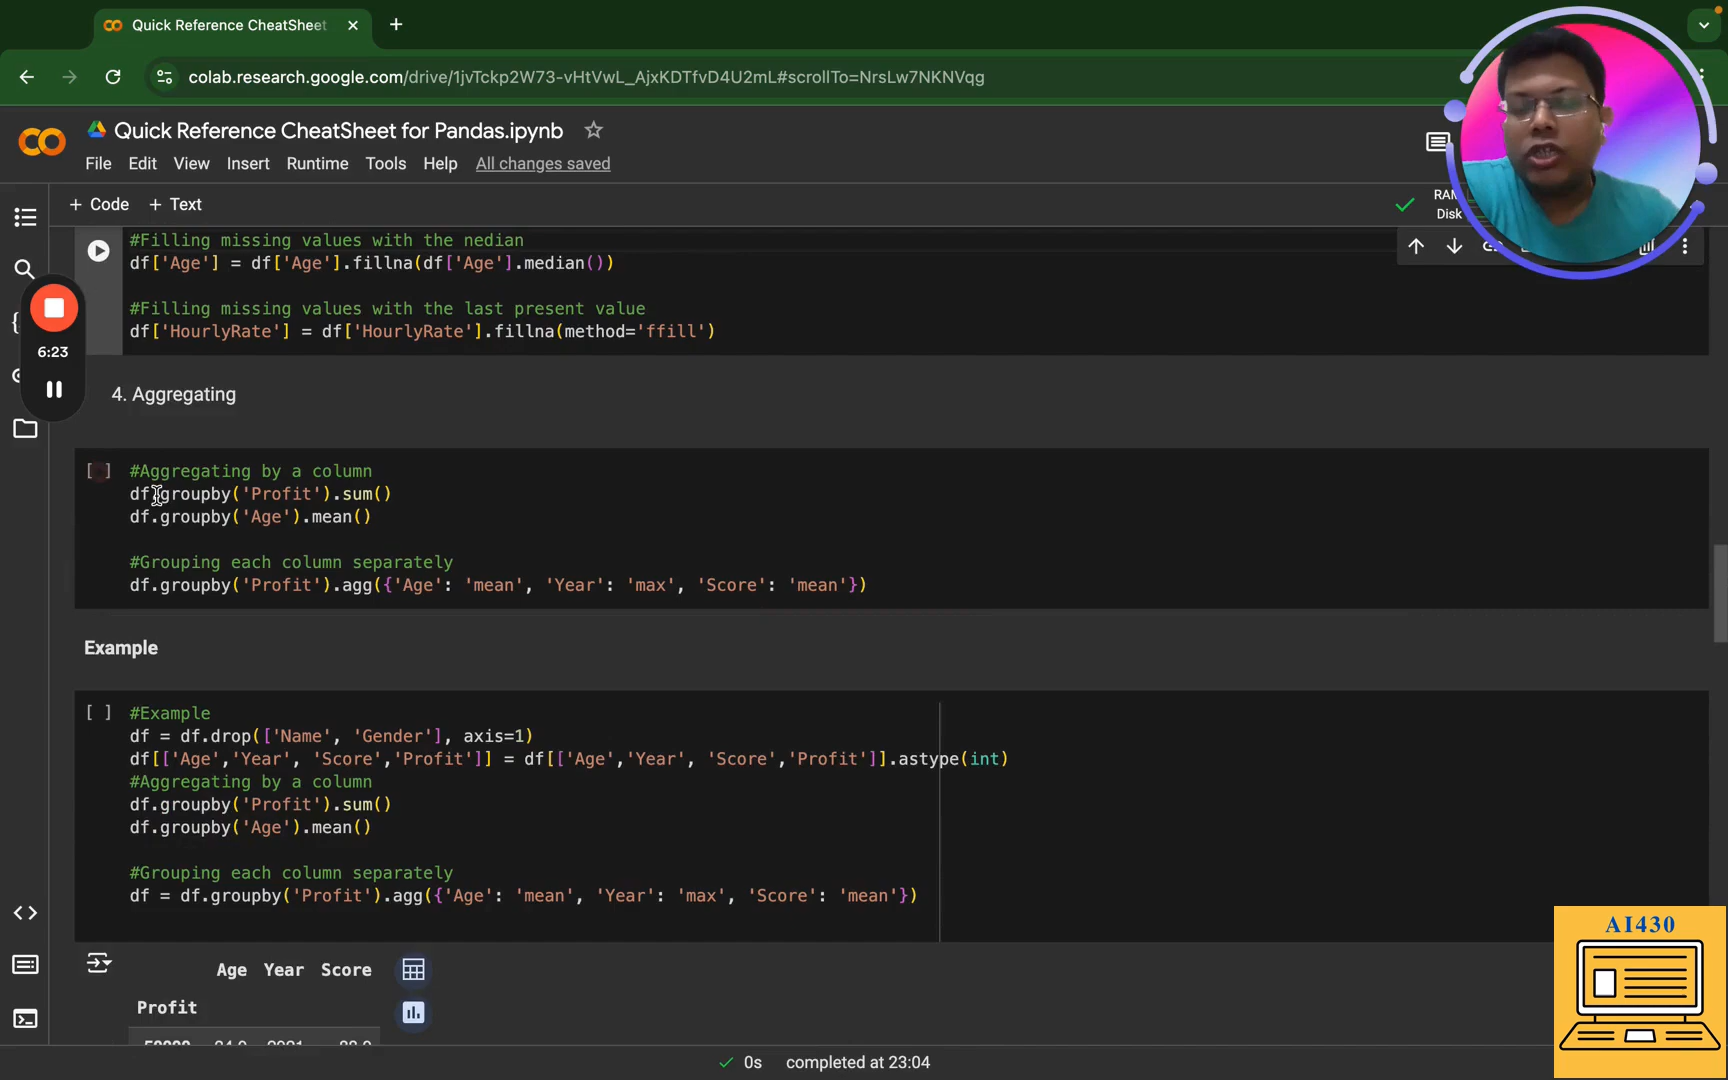 Quick Reference CheatSheet
colab.research.google.com/drive/1jvTckp2W73-vHtVwL_AjxKDTfvD4U2mL#scrollTo=NrsLw7NKNVqg
Quick Reference CheatSheet for Pandas.ipynb
File Edit View Insert Runtime Tools Help All changes saved
+ Code + Text
RAM
Disk
#Filling missing values with the nedian
df['Age'] = df['Age'].fillna(df['Age'].median())
#Filling missing values with the last present value
df['HourlyRate'] = df['HourlyRate'].fillna(method='ffill')
6:23
4. Aggregating
[ ] #Aggregating by a column
df.groupby('Profit').sum()
df.groupby('Age').mean()
#Grouping each column separately
df.groupby('Profit').agg({'Age': 'mean', 'Year': 'max', 'Score': 'mean'})
Example
[ ] #Example
df = df.drop(['Name', 'Gender'], axis=1)
df[['Age','Year', 'Score','Profit']] = df[['Age','Year', 'Score','Profit']].astype(int)
#Aggregating by a column
df.groupby('Profit').sum()
df.groupby('Age').mean()
#Grouping each column separately
df = df.groupby('Profit').agg({'Age': 'mean', 'Year': 'max', 'Score': 'mean'})
Age Year Score
Profit
0s completed at 23:04
AI430